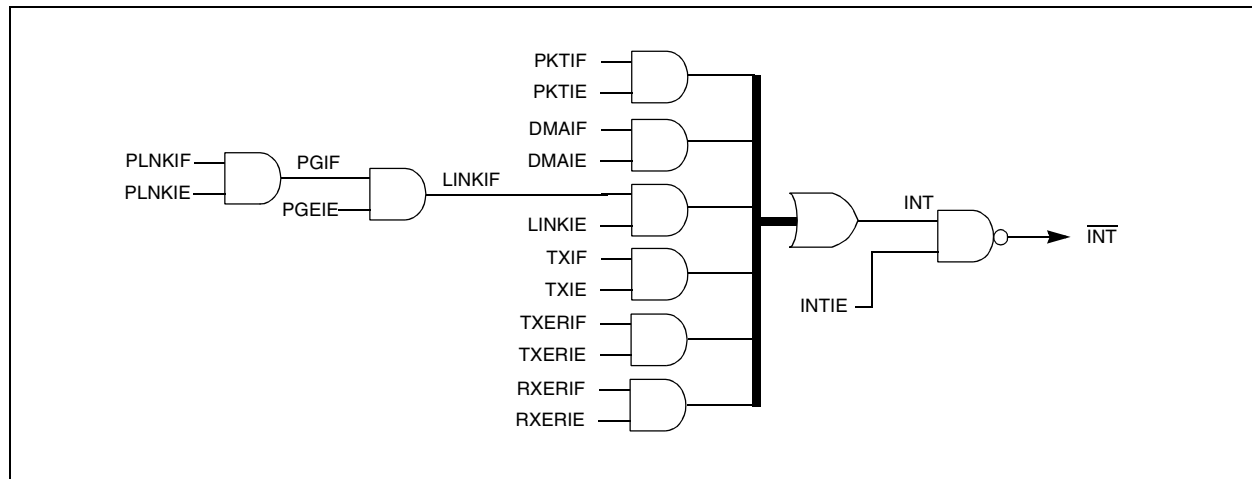 PKTIF
PKTIE
DMAIF
DMAIE
PLNKIF
PLNKIE
PGIF
PGEIE
LINKIF
LINKIE
TXIF
TXIE
TXERIF
TXERIE
RXERIF
RXERIE
INT
INTIE
INT